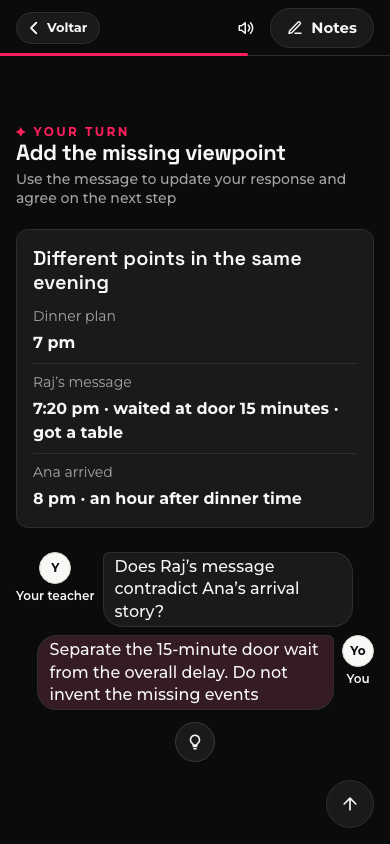 Voltar
Notes
YOUR TURN
Add the missing viewpoint
Use the message to update your response and
agree on the next step
Different points in the same
evening
Dinner plan
7 pm
Raj's message
7:20 pm · waited at door 15 minutes ·
got a table
Ana arrived
8 pm · an hour after dinner time
Y
Your teacher
Does Raj's message
contradict Ana's arrival
story?
Separate the 15-minute door wait
from the overall delay. Do not
invent the missing events
Yo
You